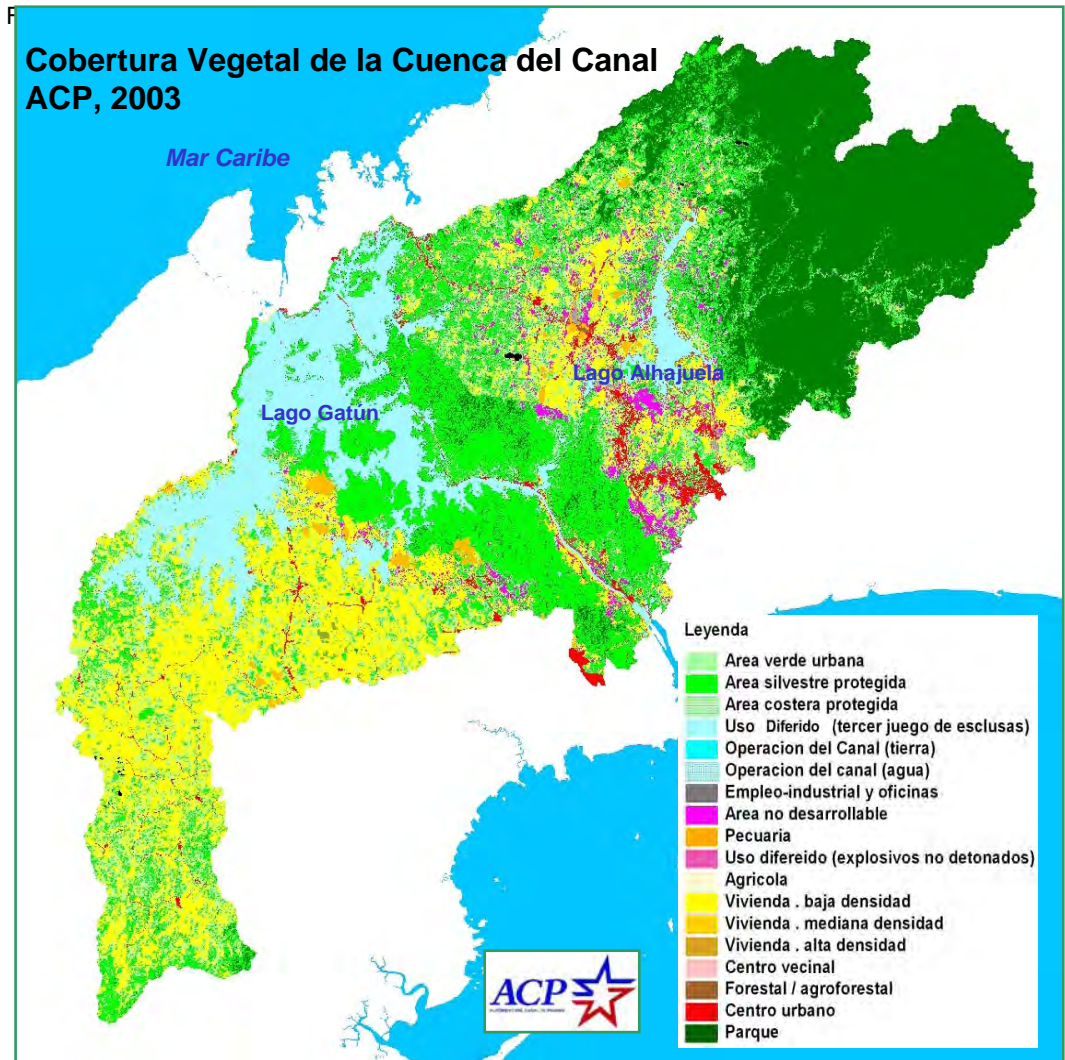 F
Cobertura Vegetal de la Cuenca del Canal
ACP, 2003
Mar Caribe
Lago Alhajuela
Lago Gatún
Leyenda
Area verde urbana
Area silvestre protegida
Area costera protegida
Uso Diferido (tercer juego de esclusas)
Operacion del Canal (tierra)
Operacion del canal (agua)
Empleo-industrial y oficinas
Area no desarrollable
Pecuaria
Uso difereido (explosivos no detonados)
Agricola
Vivienda . baja densidad
Vivienda . mediana densidad
Vivienda . alta densidad
Centro vecinal
Forestal / agroforestal
Centro urbano
Parque
ACP